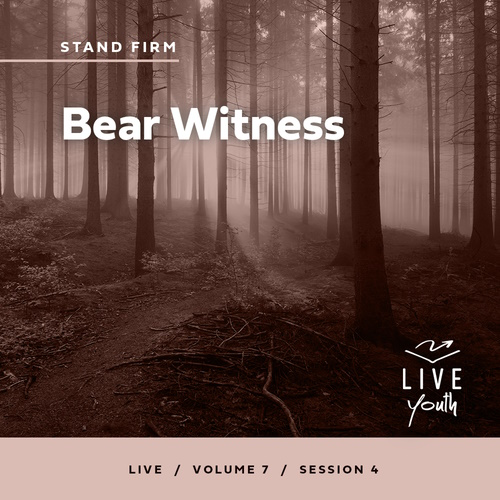 STAND FIRM
Bear Witness
LIVE
Youth
LIVE / VOLUME 7 / SESSION 4